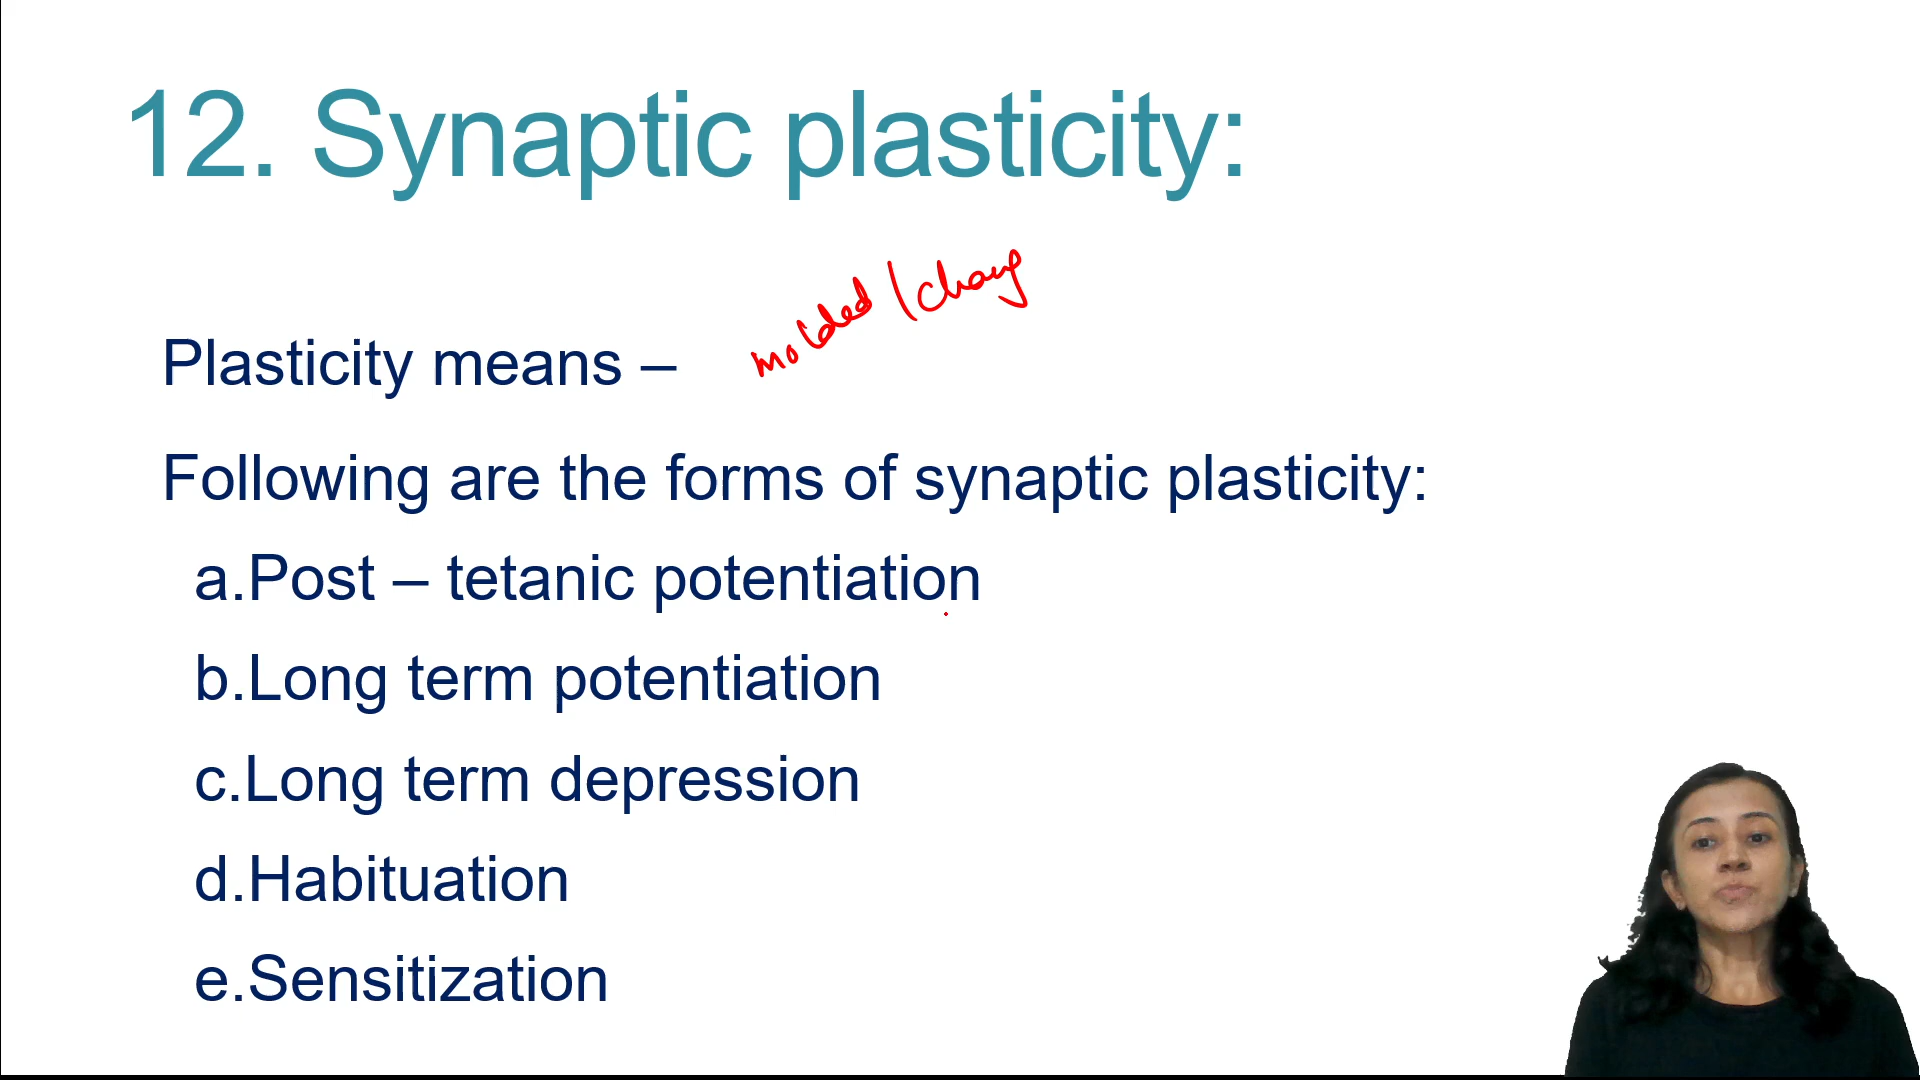 12. Synaptic plasticity:
molded / change
Plasticity means –
Following are the forms of synaptic plasticity:
a.Post – tetanic potentiation
b.Long term potentiation
c.Long term depression
d.Habituation
e.Sensitization